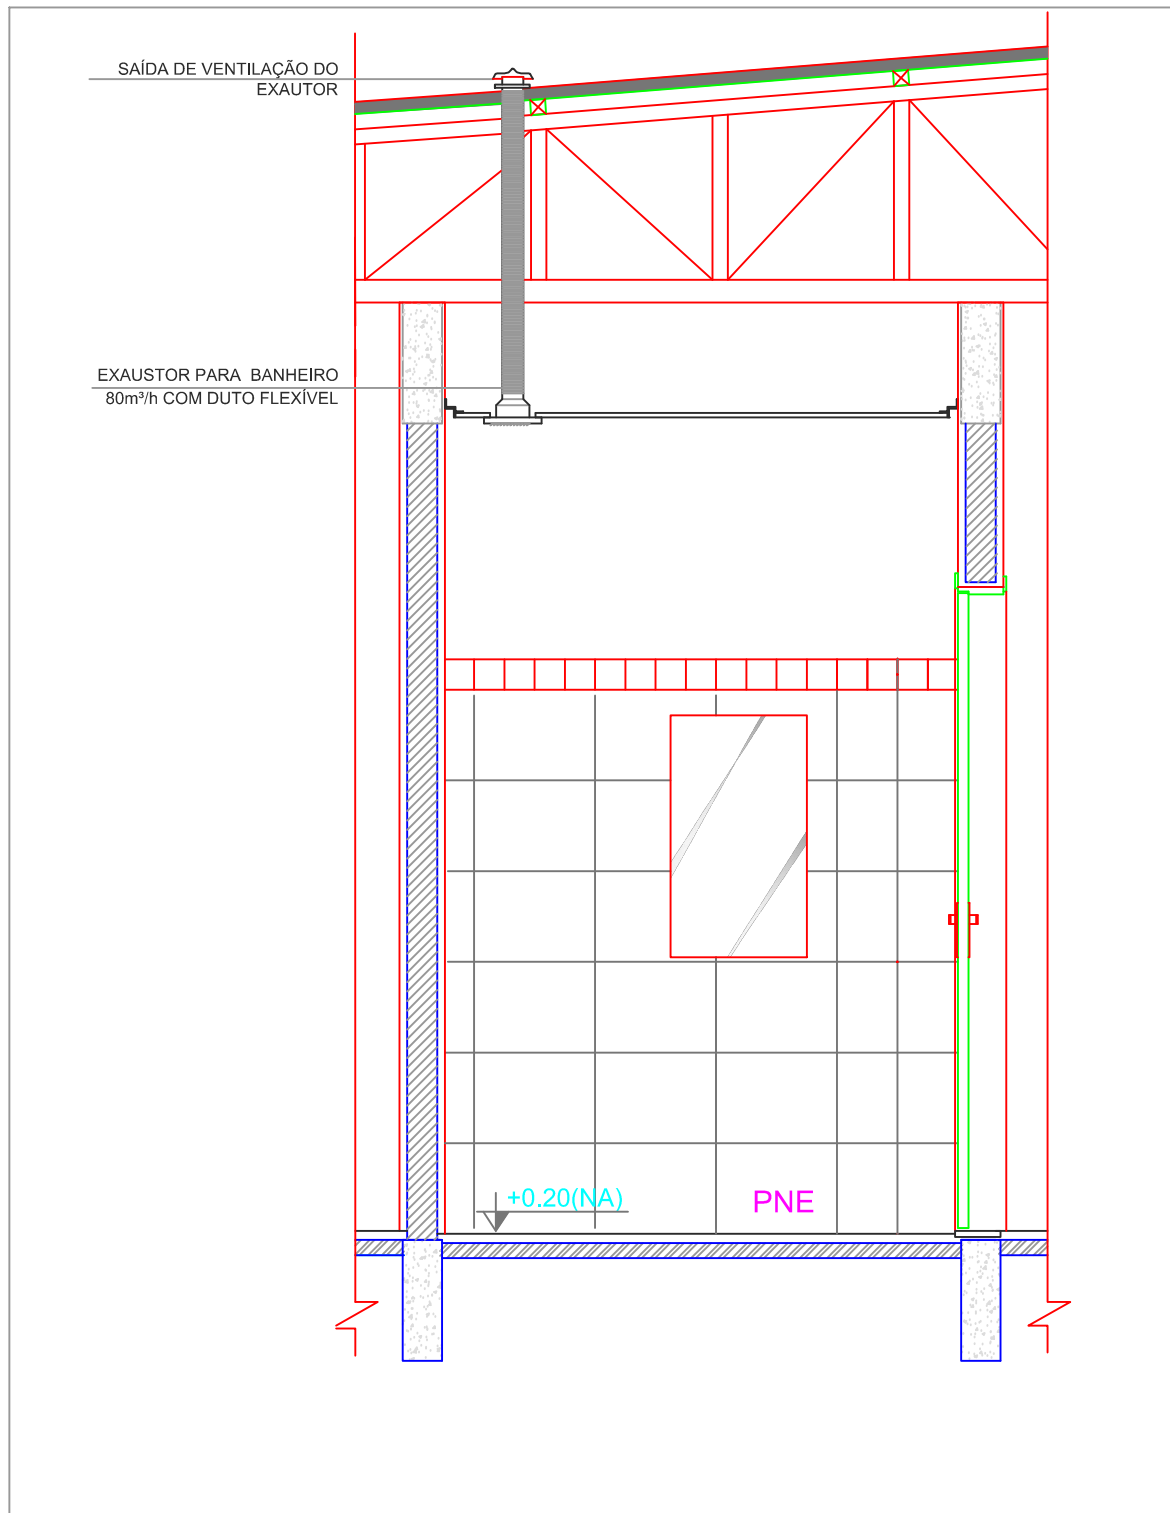 SAÍDA DE VENTILAÇÃO DO
EXAUTOR
EXAUSTOR PARA BANHEIRO
80m³/h COM DUTO FLEXÍVEL
+0.20(NA)
PNE